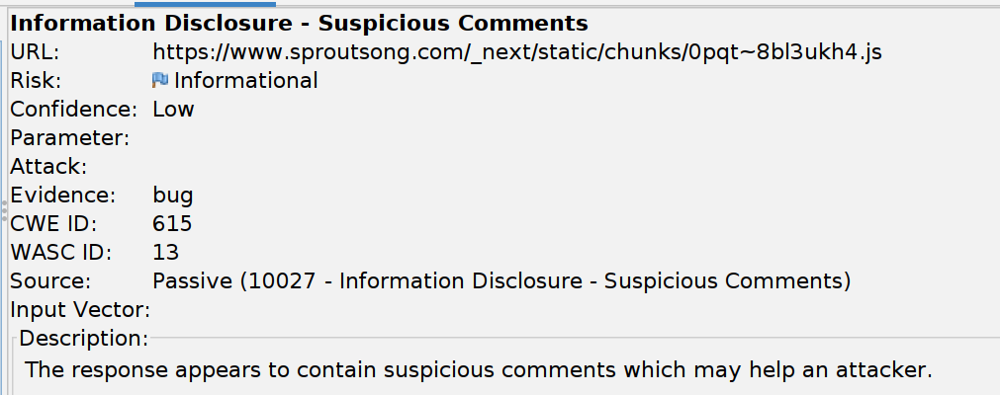 Information Disclosure - Suspicious Comments
URL: https://www.sproutsong.com/_next/static/chunks/0pqt~8bl3ukh4.js
Risk: Informational
Confidence: Low
Parameter:
Attack:
Evidence: bug
CWE ID: 615
WASC ID: 13
Source: Passive (10027 - Information Disclosure - Suspicious Comments)
Input Vector:
Description:
The response appears to contain suspicious comments which may help an attacker.